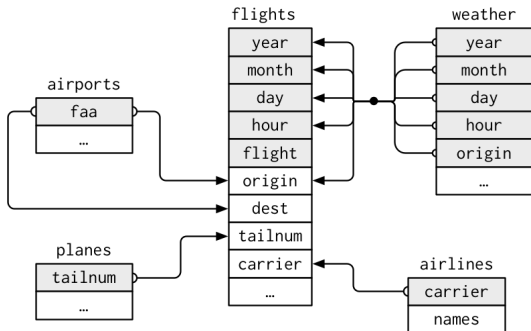 airports
faa
…
planes
tailnum
…
flights
year
month
day
hour
flight
origin
dest
tailnum
carrier
…
weather
year
month
day
hour
origin
…
airlines
carrier
names